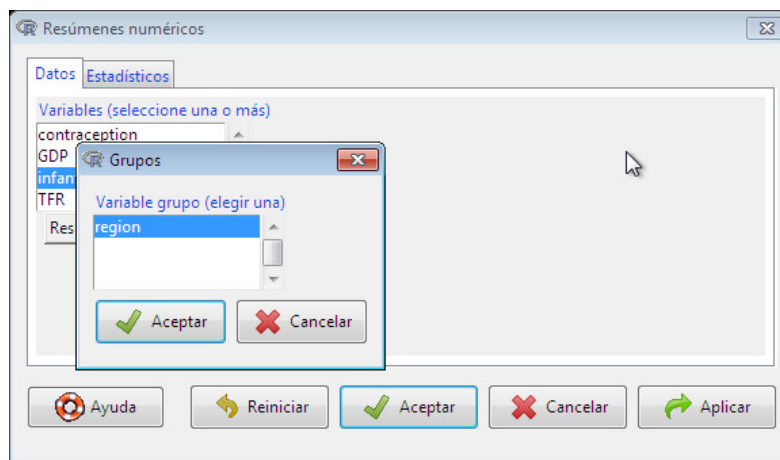 Resúmenes numéricos
Datos Estadísticos
Variables (seleccione una o más)
contraception
GDP
TFR
Grupos
Variable grupo (elegir una)
region
Aceptar Cancelar
Ayuda Reiniciar Aceptar Cancelar Aplicar